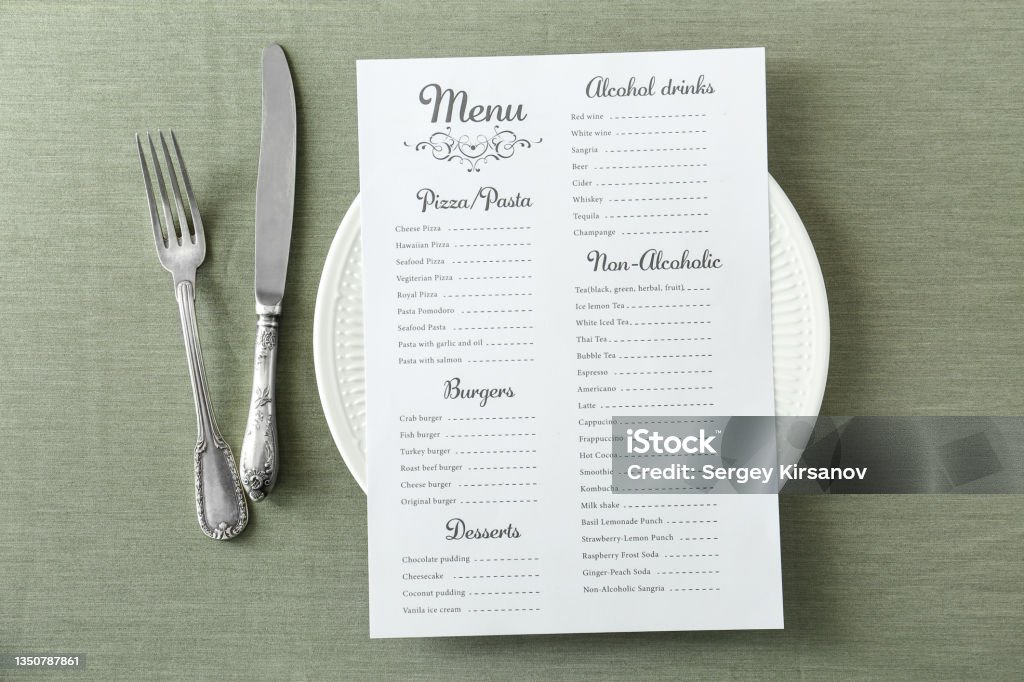 Menu
Pizza/Pasta
Cheese Pizza
Hawaiian Pizza
Seafood Pizza
Vegiterian Pizza
Royal Pizza
Pasta Pomodoro
Seafood Pasta
Pasta with garlic and oil
Pasta with salmon
Burgers
Crab burger
Fish burger
Turkey burger
Roast beef burger
Cheese burger
Original burger
Desserts
Chocolate pudding
Cheesecake
Coconut pudding
Vanila ice cream
Alcohol drinks
Red wine
White wine
Sangria
Beer
Cider
Whiskey
Tequila
Champange
Non-Alcoholic
Tea(black, green, herbal, fruit)
Ice lemon Tea
White Iced Tea
Thai Tea
Bubble Tea
Espresso
Americano
Latte
Cappucino
Frappuccino
Hot Cocoa
Smoothie
Kombucha
Milk shake
Basil Lemonade Punch
Strawberry-Lemon Punch
Raspberry Frost Soda
Ginger-Peach Soda
Non-Alcoholic Sangria
iStock™
Credit: Sergey Kirsanov
1350787861